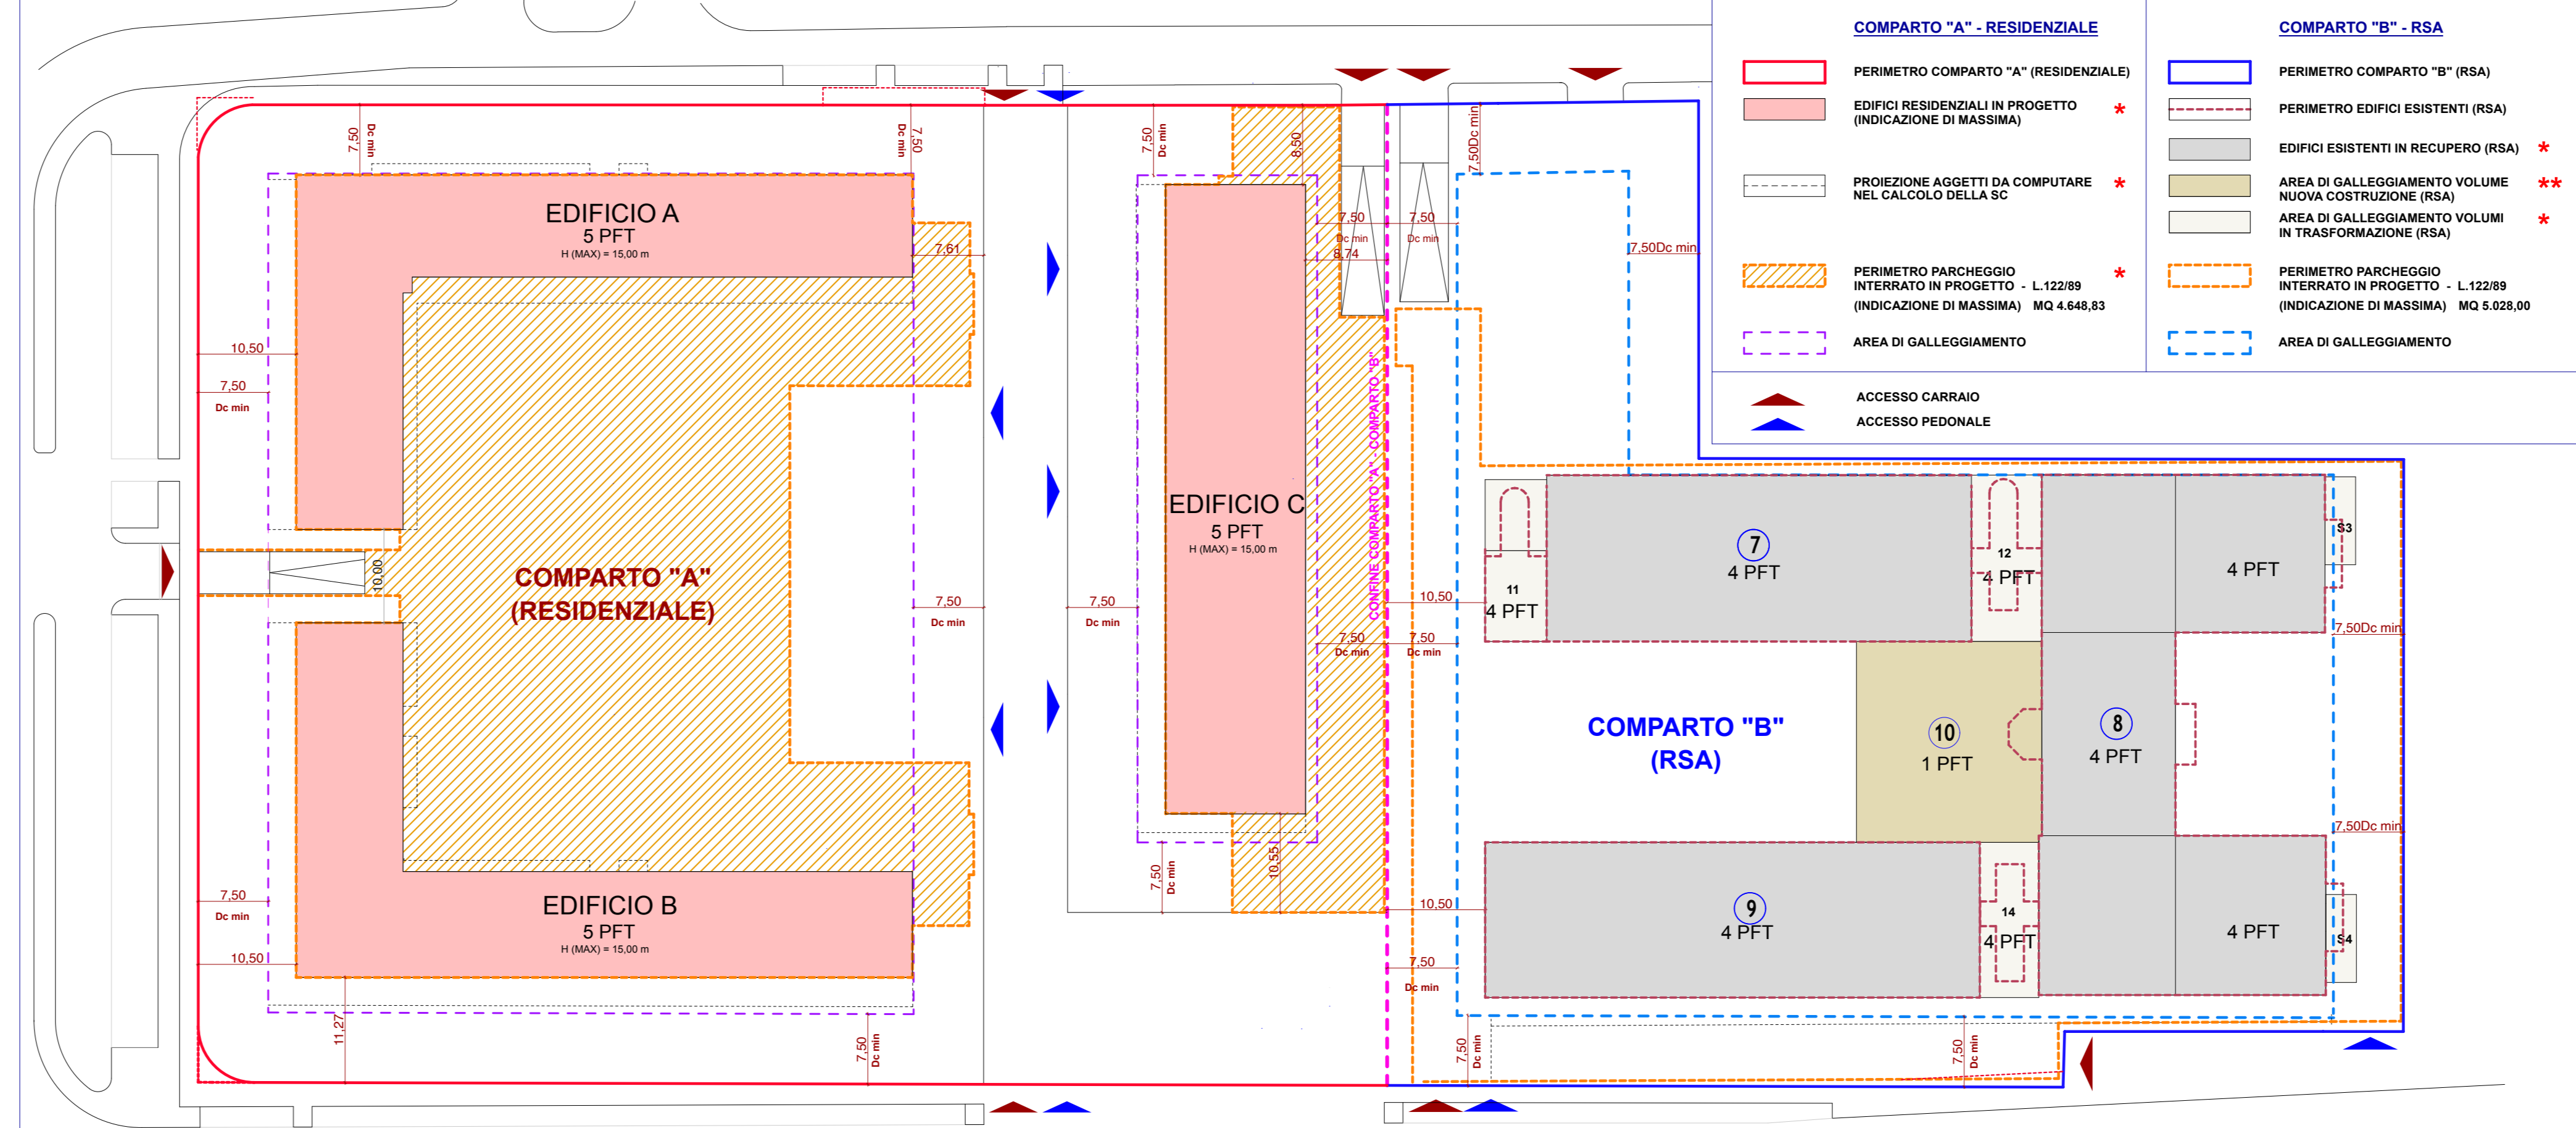 COMPARTO "A" - RESIDENZIALE
PERIMETRO COMPARTO "A" (RESIDENZIALE)
EDIFICI RESIDENZIALI IN PROGETTO *
(INDICAZIONE DI MASSIMA)
PROIEZIONE AGGETTI DA COMPUTARE *
NEL CALCOLO DELLA SC
PERIMETRO PARCHEGGIO *
INTERRATO IN PROGETTO - L.122/89
(INDICAZIONE DI MASSIMA) MQ 4.648,83
AREA DI GALLEGGIAMENTO
COMPARTO "B" - RSA
PERIMETRO COMPARTO "B" (RSA)
PERIMETRO EDIFICI ESISTENTI (RSA)
EDIFICI ESISTENTI IN RECUPERO (RSA) *
AREA DI GALLEGGIAMENTO VOLUME **
NUOVA COSTRUZIONE (RSA)
AREA DI GALLEGGIAMENTO VOLUMI *
IN TRASFORMAZIONE (RSA)
PERIMETRO PARCHEGGIO
INTERRATO IN PROGETTO - L.122/89
(INDICAZIONE DI MASSIMA) MQ 5.028,00
AREA DI GALLEGGIAMENTO
ACCESSO CARRAIO
ACCESSO PEDONALE
7,50
Dc min
Dc min
7,50
EDIFICIO A
5 PFT
H (MAX) = 15,00 m
7,61
10,50
7,50
Dc min
10,00
COMPARTO "A"
(RESIDENZIALE)
7,50
Dc min
7,50
Dc min
10,50
EDIFICIO B
5 PFT
H (MAX) = 15,00 m
11,27
7,50
Dc min
7,50
Dc min
8,50
7,50
Dc min
8,74
7,50
Dc min
EDIFICIO C
5 PFT
H (MAX) = 15,00 m
7,50
CONFINE COMPARTO "A" - COMPARTO "B"
7,50
Dc min
7,50
Dc min
7,50
Dc min
10,55
7,50Dc min
7,50Dc min
10,50
11
4 PFT
7
4 PFT
12
4 PFT
4 PFT
S3
7,50Dc min
COMPARTO "B"
(RSA)
10
1 PFT
8
4 PFT
7,50Dc min
10,50
9
4 PFT
14
4 PFT
4 PFT
S4
7,50
Dc min
7,50
Dc min
7,50
Dc min